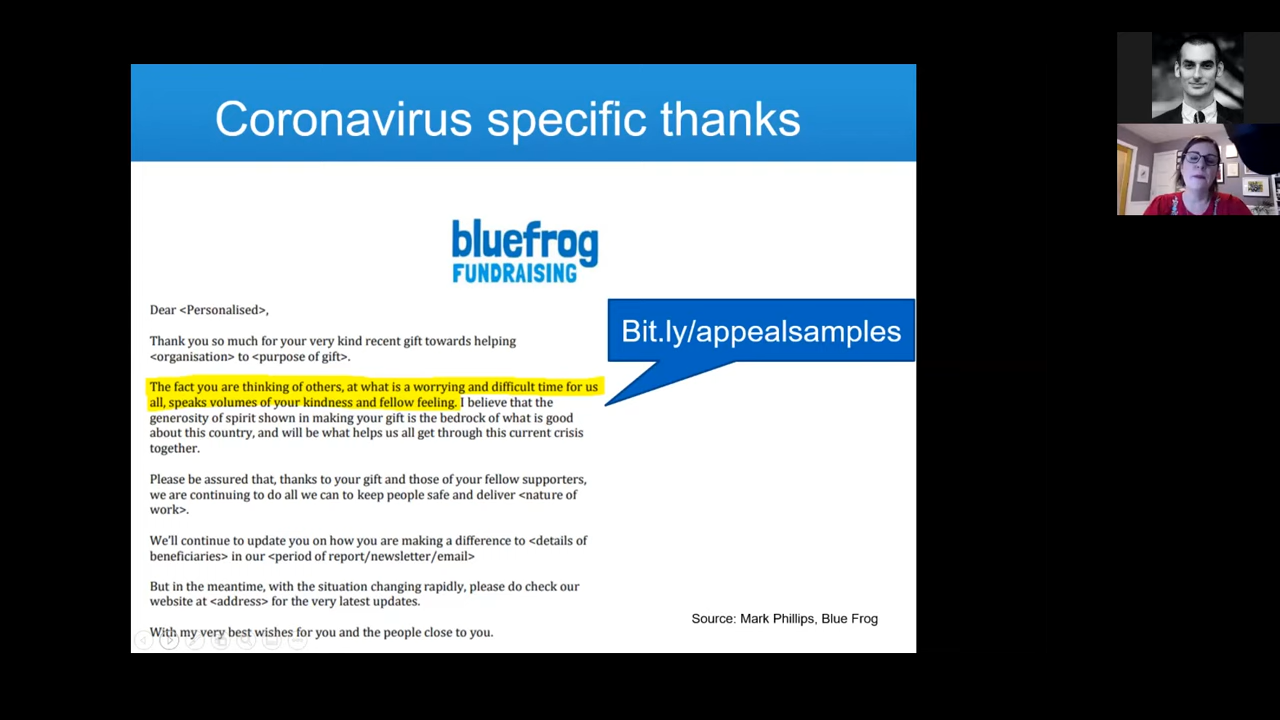 Coronavirus specific thanks
bluefrog
FUNDRAISING
Dear <Personalised>,
Thank you so much for your very kind recent gift towards helping
<organisation> to <purpose of gift>.
The fact you are thinking of others, at what is a worrying and difficult time for us
all, speaks volumes of your kindness and fellow feeling. I believe that the
generosity of spirit shown in making your gift is the bedrock of what is good
about this country, and will be what helps us all get through this current crisis
together.
Please be assured that, thanks to your gift and those of your fellow supporters,
we are continuing to do all we can to keep people safe and deliver <nature of
work>.
We'll continue to update you on how you are making a difference to <details of
beneficiaries> in our <period of report/newsletter/email>
But in the meantime, with the situation changing rapidly, please do check our
website at <address> for the very latest updates.
With my very best wishes for you and the people close to you.
Bit.ly/appealsamples
Source: Mark Phillips, Blue Frog